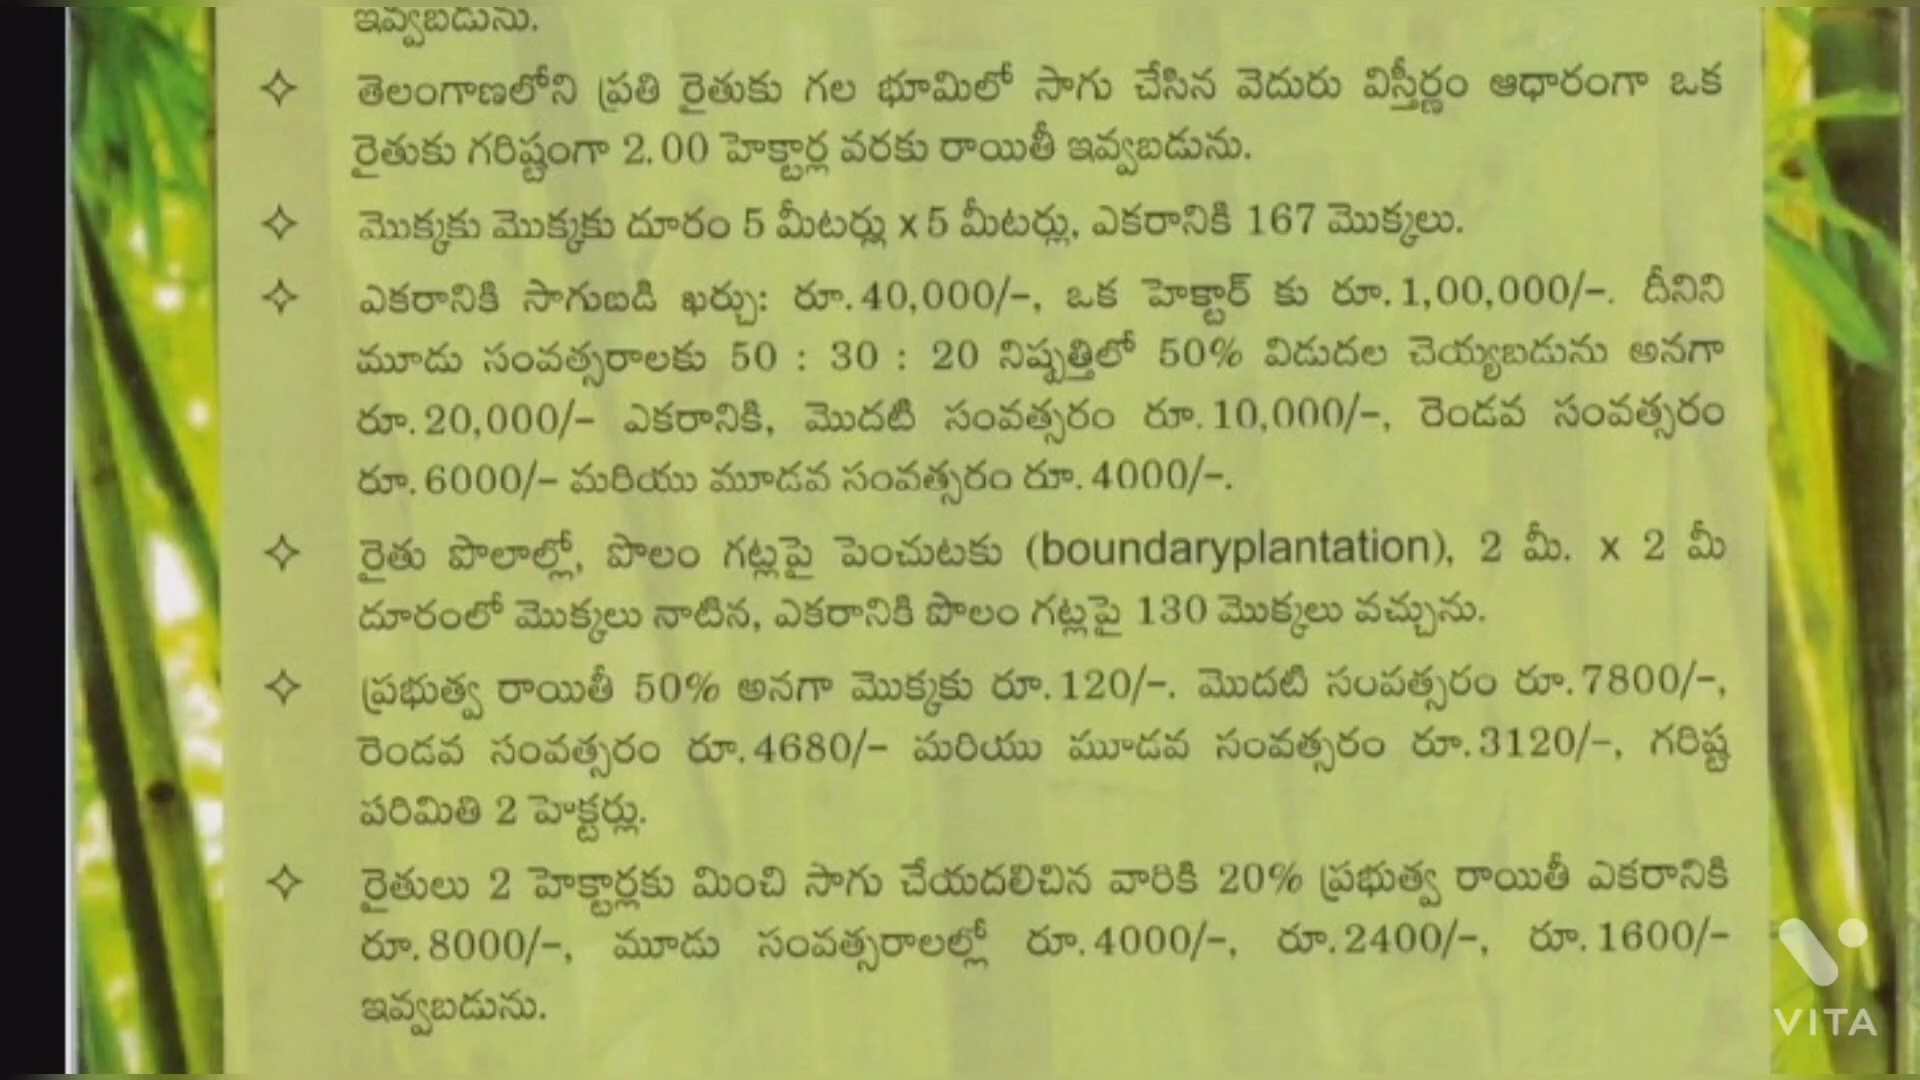 ఇవ్వబడును.
✧ తెలంగాణలోని ప్రతి రైతుకు గల భూమిలో సాగు చేసిన వెదురు విస్తీర్ణం ఆధారంగా ఒక
రైతుకు గరిష్టంగా 2.00 హెక్టార్ల వరకు రాయితీ ఇవ్వబడును.
✧ మొక్కకు మొక్కకు దూరం 5 మీటర్లు x 5 మీటర్లు, ఎకరానికి 167 మొక్కలు.
✧ ఎకరానికి సాగుబడి ఖర్చు: రూ. 40,000/-, ఒక హెక్టార్ కు రూ. 1,00,000/-. దీనిని
మూడు సంవత్సరాలకు 50 : 30 : 20 నిష్పత్తిలో 50% విడుదల చెయ్యబడును అనగా
రూ. 20,000/- ఎకరానికి, మొదటి సంవత్సరం రూ. 10,000/-, రెండవ సంవత్సరం
రూ. 6000/- మరియు మూడవ సంవత్సరం రూ. 4000/-.
✧ రైతు పొలాల్లో, పొలం గట్లపై పెంచుటకు (boundaryplantation), 2 మీ. x 2 మీ
దూరంలో మొక్కలు నాటిన, ఎకరానికి పొలం గట్లపై 130 మొక్కలు వచ్చును.
✧ ప్రభుత్వ రాయితీ 50% అనగా మొక్కకు రూ. 120/-. మొదటి సంపత్సరం రూ. 7800/-,
రెండవ సంవత్సరం రూ. 4680/- మరియు మూడవ సంవత్సరం రూ. 3120/-, గరిష్ట
పరిమితి 2 హెక్టర్లు.
✧ రైతులు 2 హెక్టార్లకు మించి సాగు చేయదలిచిన వారికి 20% ప్రభుత్వ రాయితీ ఎకరానికి
రూ. 8000/-, మూడు సంవత్సరాలల్లో రూ. 4000/-, రూ. 2400/-, రూ. 1600/-
ఇవ్వబడును.
VITA